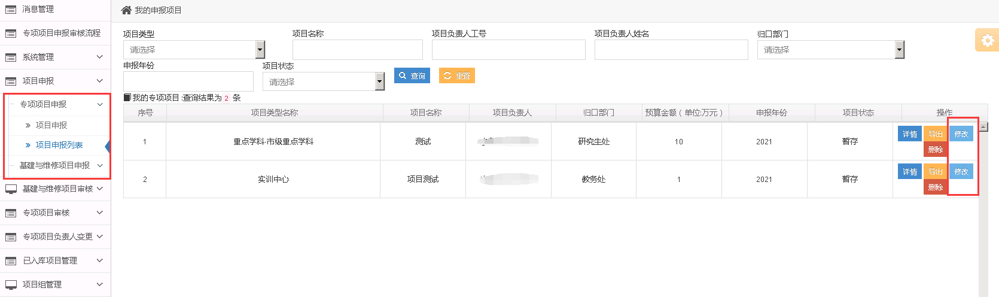 消息管理
专项项目申报审核流程
系统管理
项目申报
专项项目申报
项目申报
项目申报列表
基建与维修项目申报
基建与维修项目审核
专项项目审核
专项项目负责人变更
已入库项目管理
项目组管理
我的申报项目
项目类型 项目名称 项目负责人工号 项目负责人姓名 归口部门
请选择 请选择
申报年份 项目状态
请选择 查询 重置
我的专项项目:查询结果为 2 条
序号 项目类型名称 项目名称 项目负责人 归口部门 预算金额（单位:万元） 申报年份 项目状态 操作
1 重点学科-市级重点学科 测试 研究生处 10 2021 暂存 详情 导出 修改
删除
2 实训中心 项目测试 教务处 1 2021 暂存 详情 导出 修改
删除